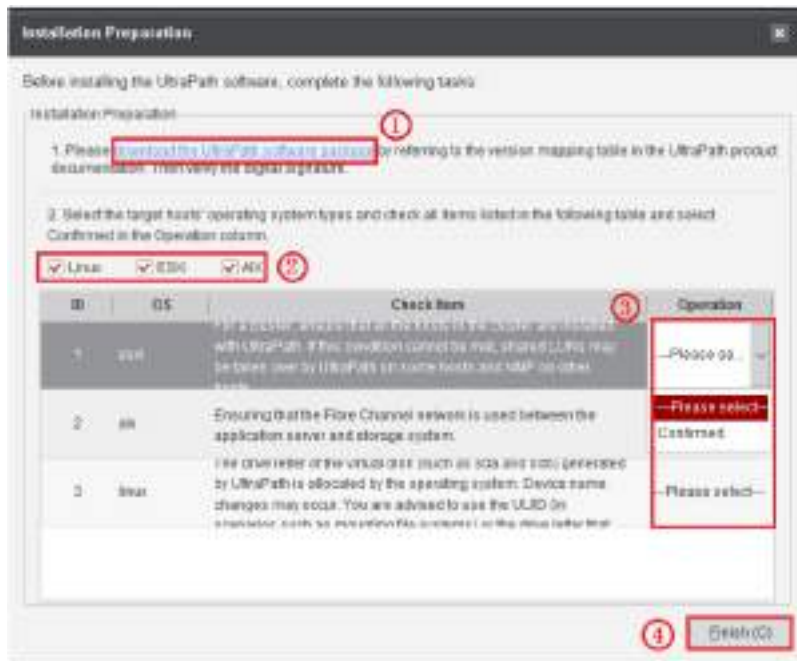 Installation Preparation
Before installing the UltraPath software, complete the following tasks:
Installation Preparation
①
1. Please download the UltraPath software package by referring to the version mapping table in the UltraPath product
documentation. Then verify the digital signature.
2. Select the target hosts' operating system types and check all items listed in the following table and select
Confirmed in the Operation column.
Linux ESXi AIX ②
ID OS Check Item ③ Operation
1 with UltraPath. If this condition cannot be met, shared LUNs may
be taken over by UltraPath on some hosts and NMP on other
---Please se...
---Please select---
Confirmed
2 aix Ensuring that the Fibre Channel network is used between the
application server and storage system.
3 linux The drive letter of the virtual disk (such as sda and sdb) generated
by UltraPath is allocated by the operating system. Device name
changes may occur. You are advised to use the UUID (in
---Please select---
④ Finish(O)